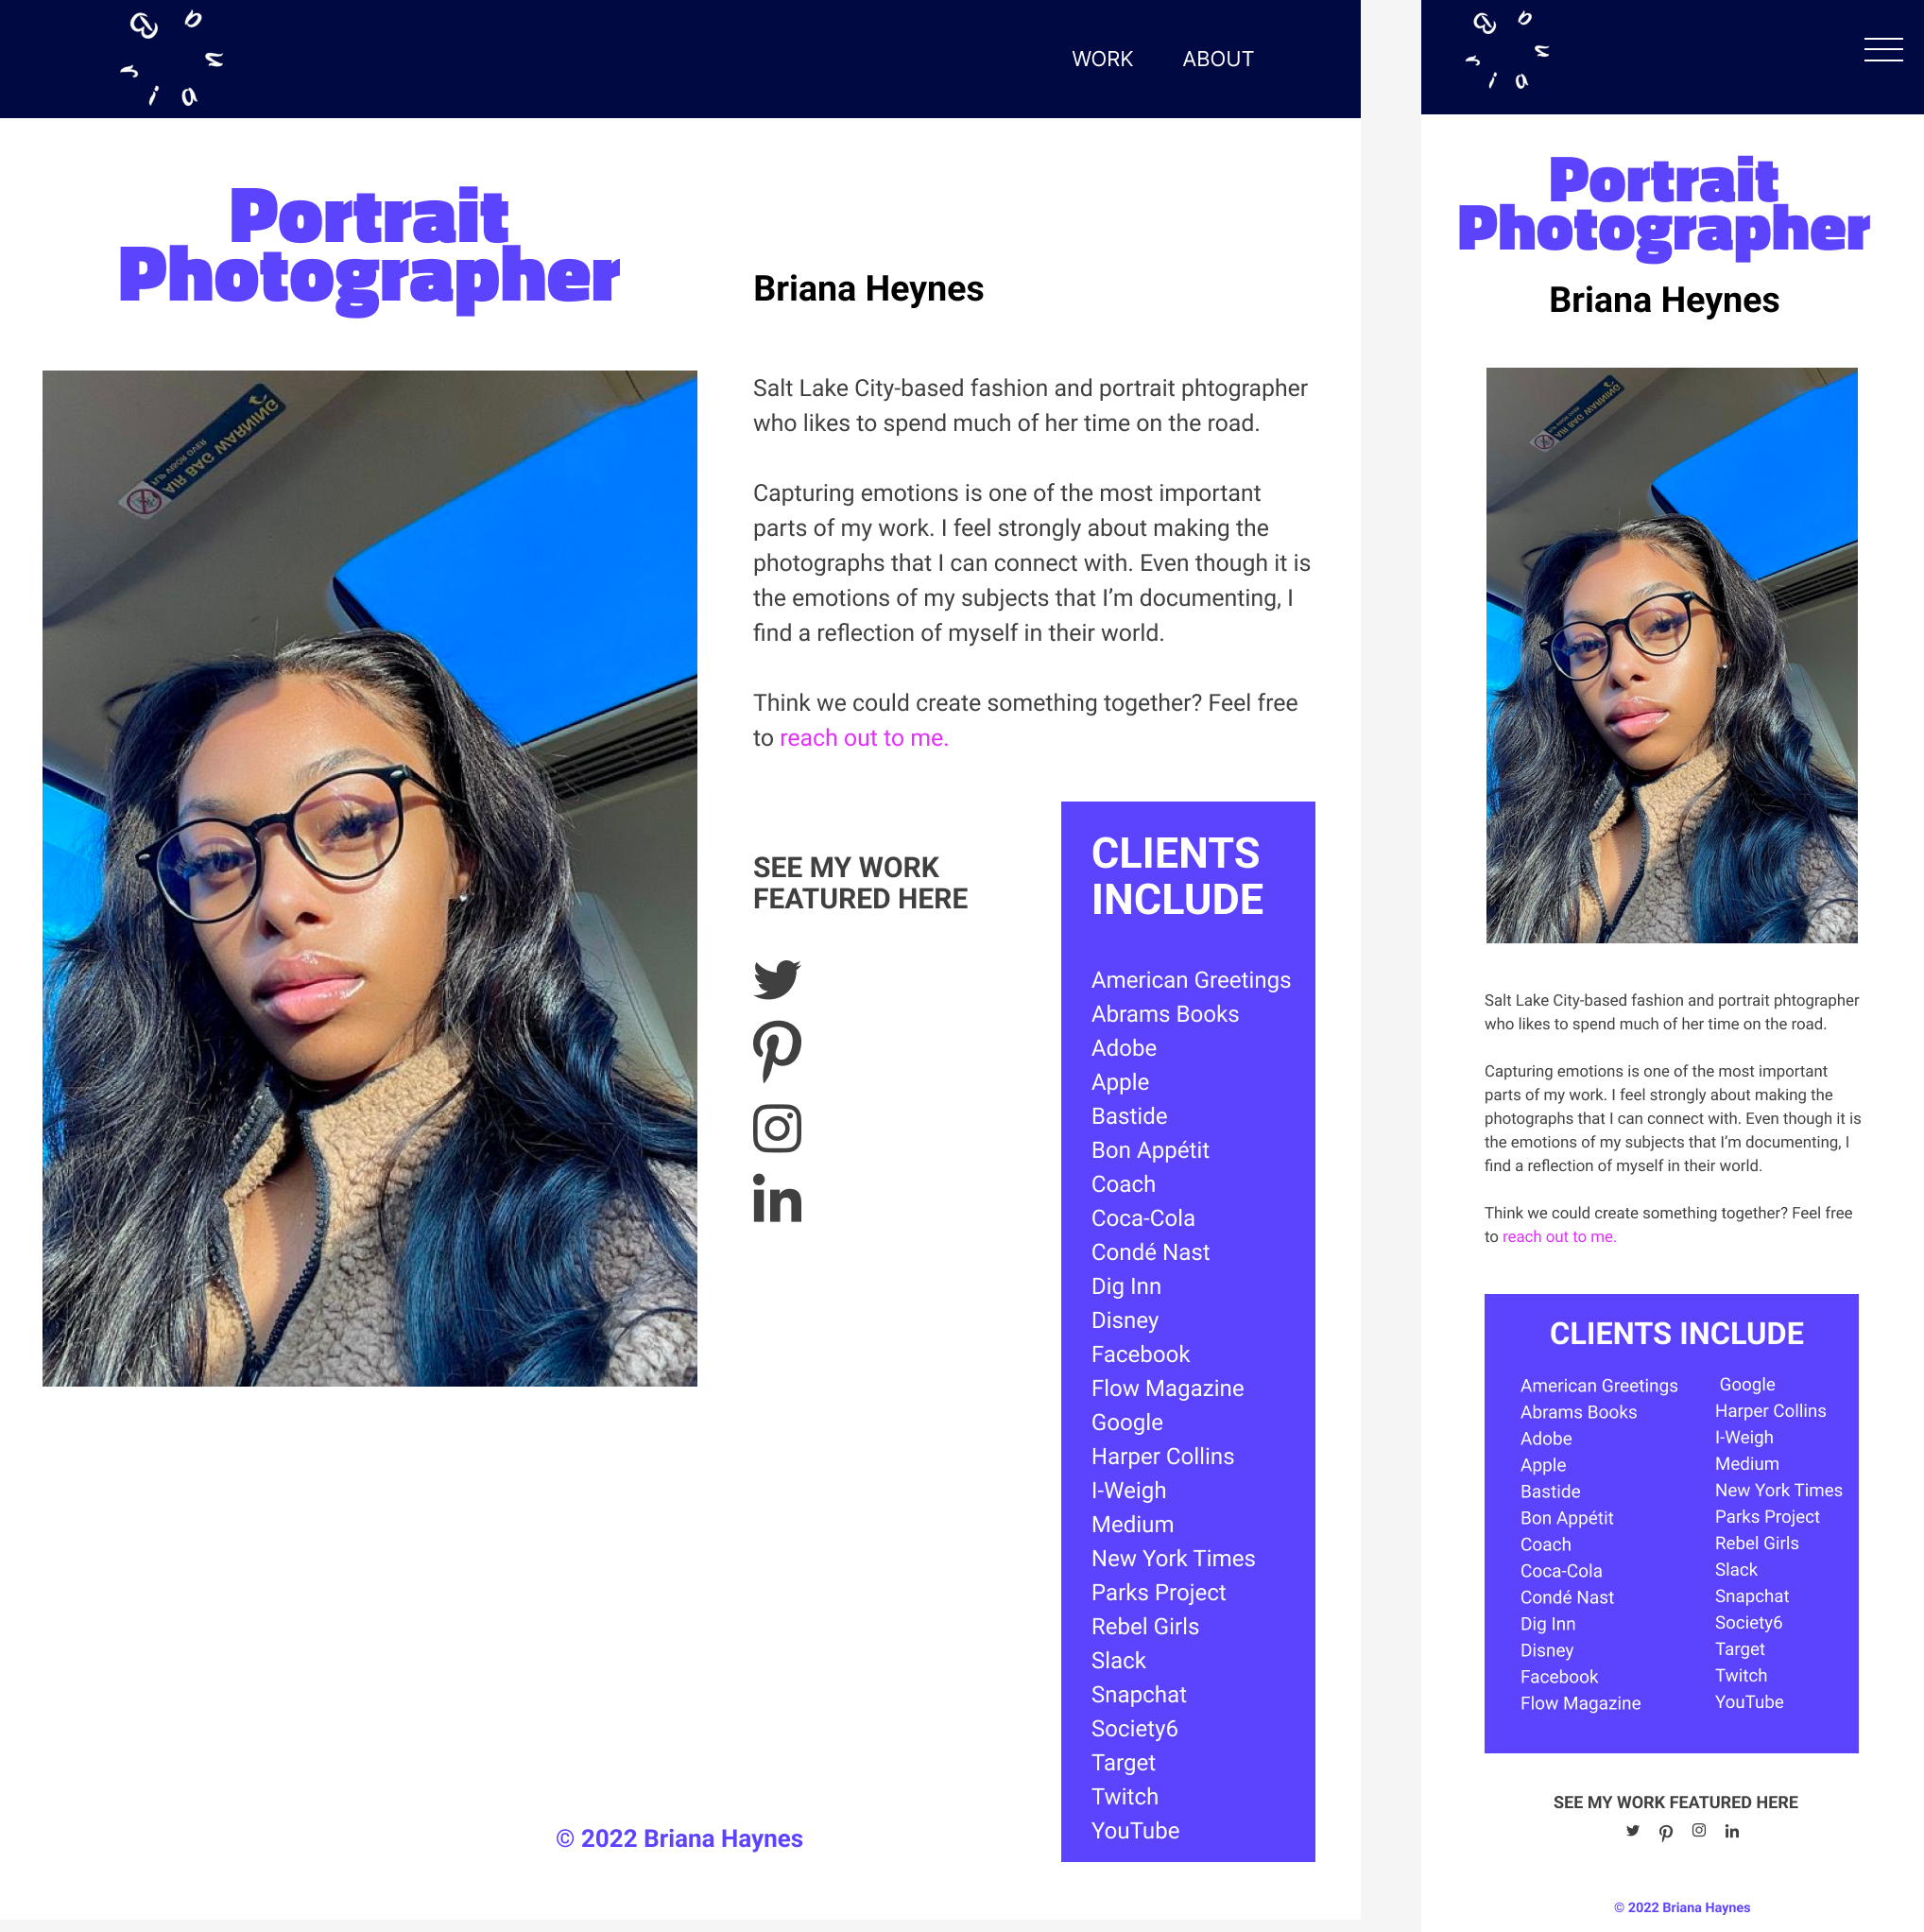 b
r
i
a
n
a
WORK
ABOUT
Portrait
Photographer
Briana Heynes
AIR BAG WARNING
FLIP VISOR OVER
Salt Lake City-based fashion and portrait phtographer
who likes to spend much of her time on the road.
Capturing emotions is one of the most important
parts of my work. I feel strongly about making the
photographs that I can connect with. Even though it is
the emotions of my subjects that I’m documenting, I
find a reflection of myself in their world.
Think we could create something together? Feel free
to reach out to me.
SEE MY WORK
FEATURED HERE
in
CLIENTS
INCLUDE
American Greetings
Abrams Books
Adobe
Apple
Bastide
Bon Appétit
Coach
Coca-Cola
Condé Nast
Dig Inn
Disney
Facebook
Flow Magazine
Google
Harper Collins
I-Weigh
Medium
New York Times
Parks Project
Rebel Girls
Slack
Snapchat
Society6
Target
Twitch
YouTube
© 2022 Briana Haynes
b
r
i
a
n
a
Portrait
Photographer
Briana Heynes
AIR BAG WARNING
Salt Lake City-based fashion and portrait phtographer
who likes to spend much of her time on the road.
Capturing emotions is one of the most important
parts of my work. I feel strongly about making the
photographs that I can connect with. Even though it is
the emotions of my subjects that I’m documenting, I
find a reflection of myself in their world.
Think we could create something together? Feel free
to reach out to me.
CLIENTS INCLUDE
American Greetings
Abrams Books
Adobe
Apple
Bastide
Bon Appétit
Coach
Coca-Cola
Condé Nast
Dig Inn
Disney
Facebook
Flow Magazine
Google
Harper Collins
I-Weigh
Medium
New York Times
Parks Project
Rebel Girls
Slack
Snapchat
Society6
Target
Twitch
YouTube
SEE MY WORK FEATURED HERE
in
© 2022 Briana Haynes